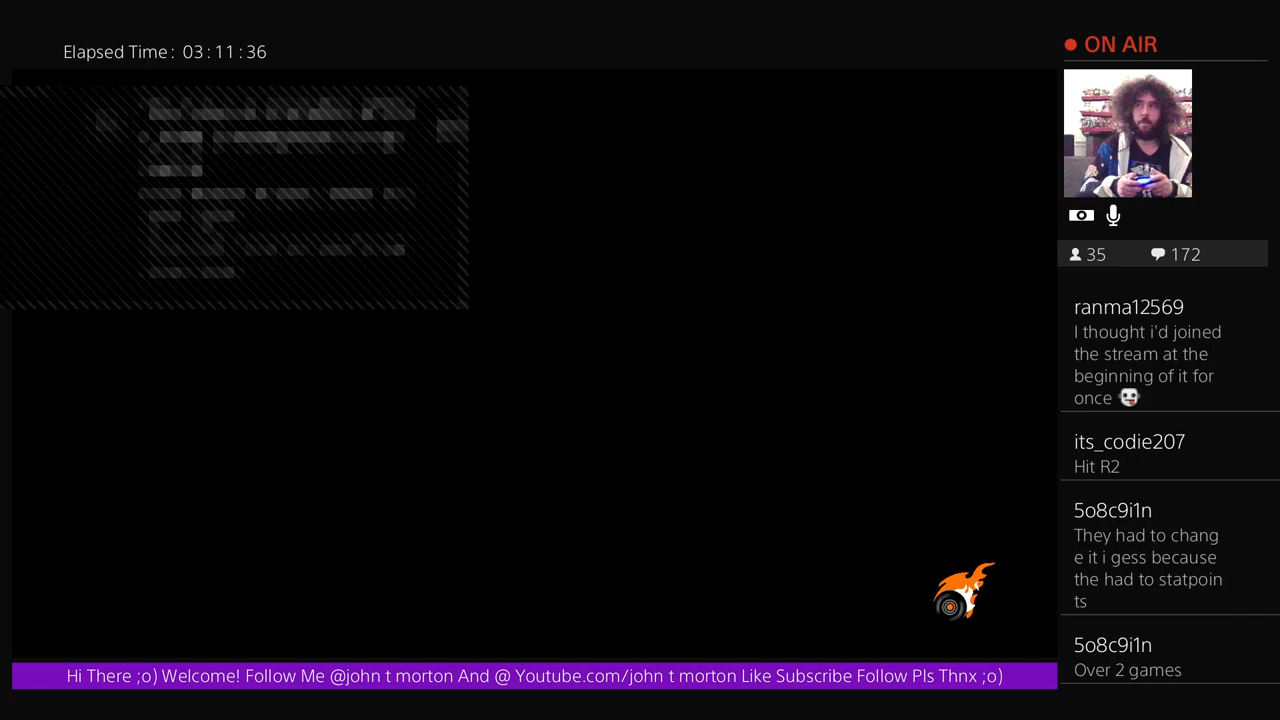 Elapsed Time: 03:11:36
ON AIR
35
172
ranma12569
I thought i'd joined
the stream at the
beginning of it for
once
its_codie207
Hit R2
5o8c9i1n
They had to chang
e it i gess because
the had to statpoin
ts
5o8c9i1n
Over 2 games
Hi There ;o) Welcome! Follow Me @john t morton And @ Youtube.com/john t morton Like Subscribe Follow Pls Thnx ;o)